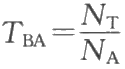 T_BA = N_T / N_A